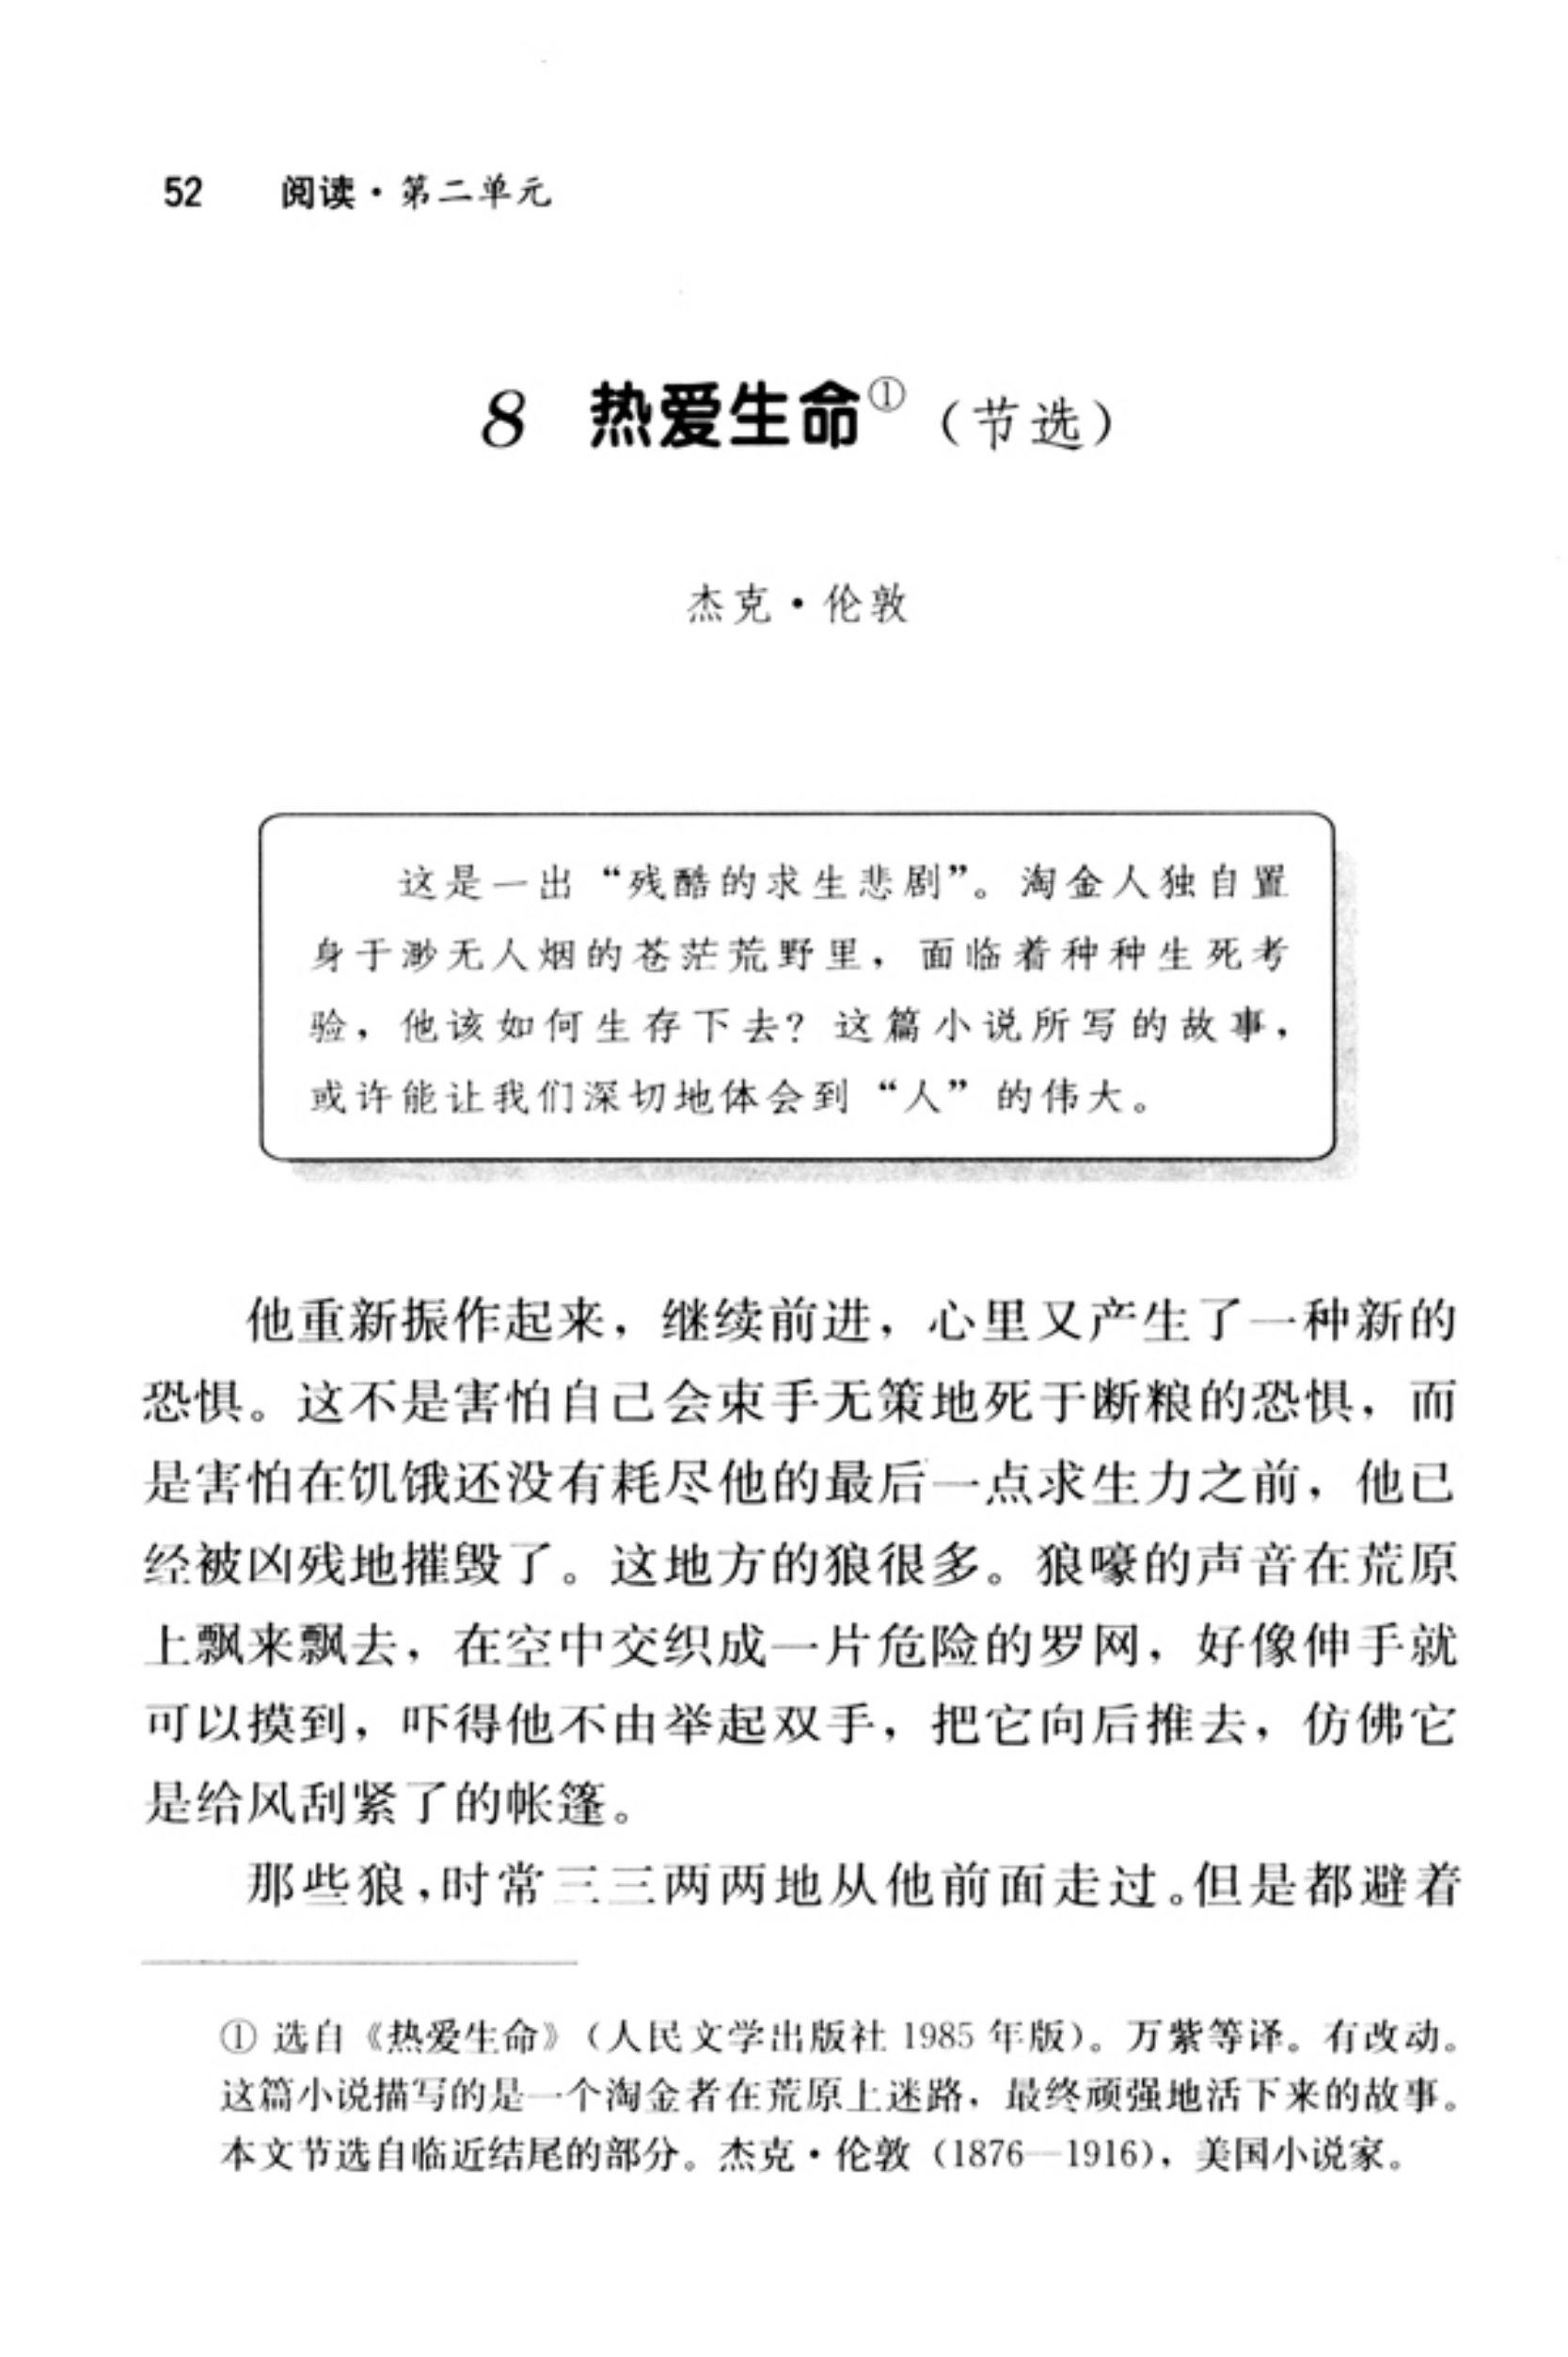 52 阅读·第二单元
8 热爱生命①（节选）
杰克·伦敦
这是一出“残酷的求生悲剧”。淘金人独自置
身于渺无人烟的苍茫荒野里，面临着种种生死考
验，他该如何生存下去？这篇小说所写的故事，
或许能让我们深切地体会到“人”的伟大。
他重新振作起来，继续前进，心里又产生了一种新的
恐惧。这不是害怕自己会束手无策地死于断粮的恐惧，而
是害怕在饥饿还没有耗尽他的最后一点求生力之前，他已
经被凶残地摧毁了。这地方的狼很多。狼嚎的声音在荒原
上飘来飘去，在空中交织成一片危险的罗网，好像伸手就
可以摸到，吓得他不由举起双手，把它向后推去，仿佛它
是给风刮紧了的帐篷。
那些狼，时常三三两两地从他前面走过。但是都避着
① 选自《热爱生命》（人民文学出版社 1985 年版）。万紫等译。有改动。
这篇小说描写的是一个淘金者在荒原上迷路，最终顽强地活下来的故事。
本文节选自临近结尾的部分。杰克·伦敦（1876—1916），美国小说家。